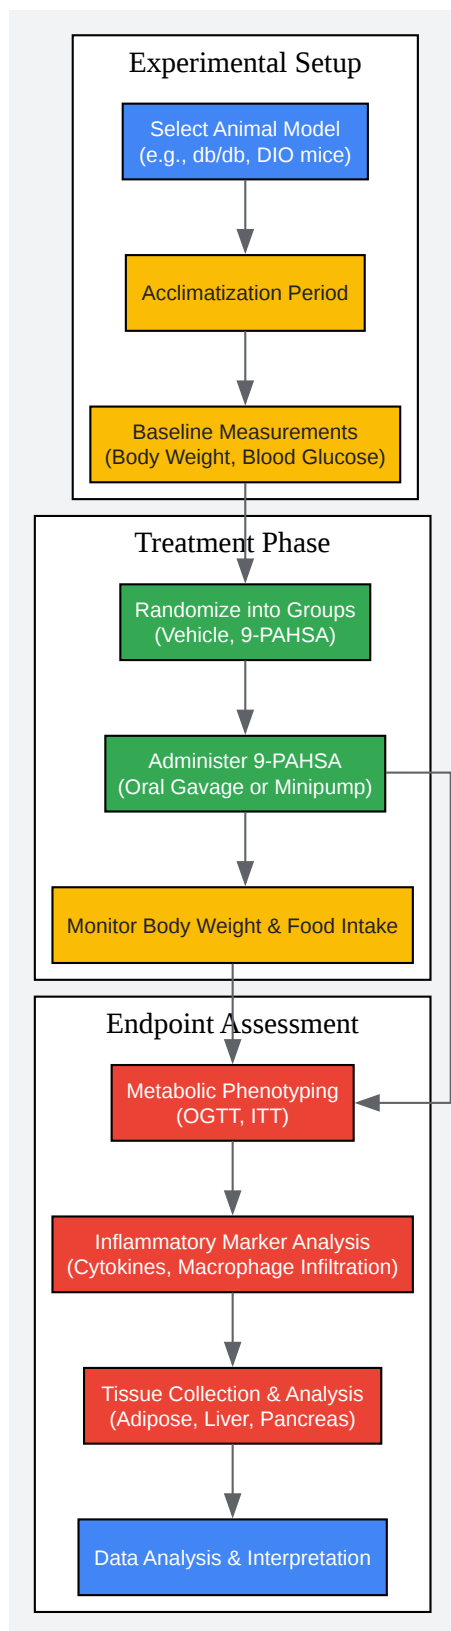 Experimental Setup
Select Animal Model
(e.g., db/db, DIO mice)
Acclimatization Period
Baseline Measurements
(Body Weight, Blood Glucose)
Treatment Phase
Randomize into Groups
(Vehicle, 9-PAHSA)
Administer 9-PAHSA
(Oral Gavage or Minipump)
Monitor Body Weight & Food Intake
Endpoint Assessment
Metabolic Phenotyping
(OGTT, ITT)
Inflammatory Marker Analysis
(Cytokines, Macrophage Infiltration)
Tissue Collection & Analysis
(Adipose, Liver, Pancreas)
Data Analysis & Interpretation